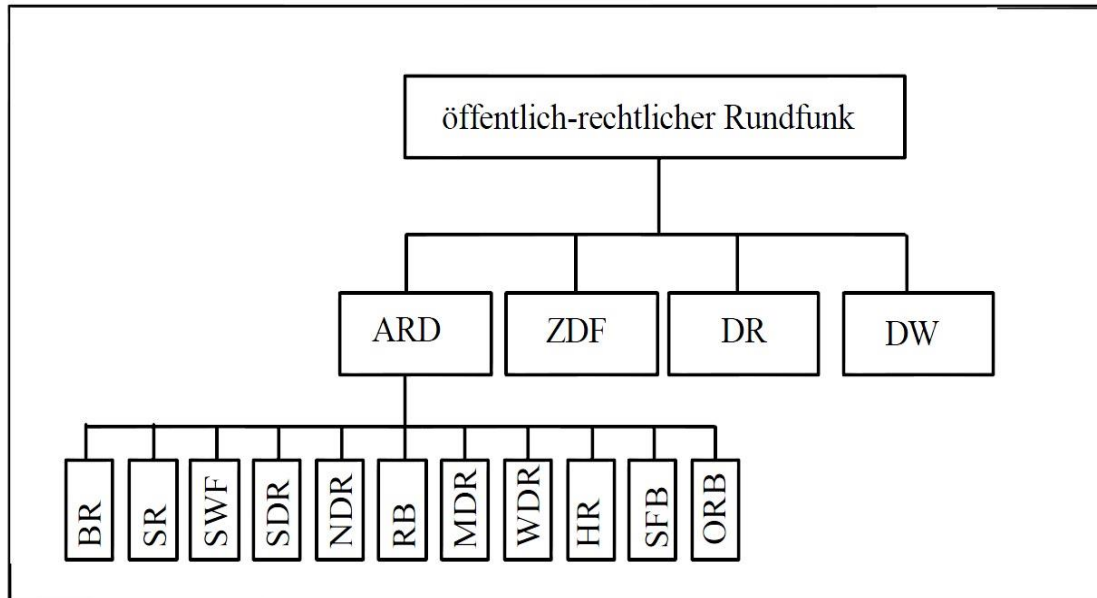 öffentlich-rechtlicher Rundfunk
ARD
ZDF
DR
DW
BR
SR
SWF
SDR
NDR
RB
MDR
WDR
HR
SFB
ORB